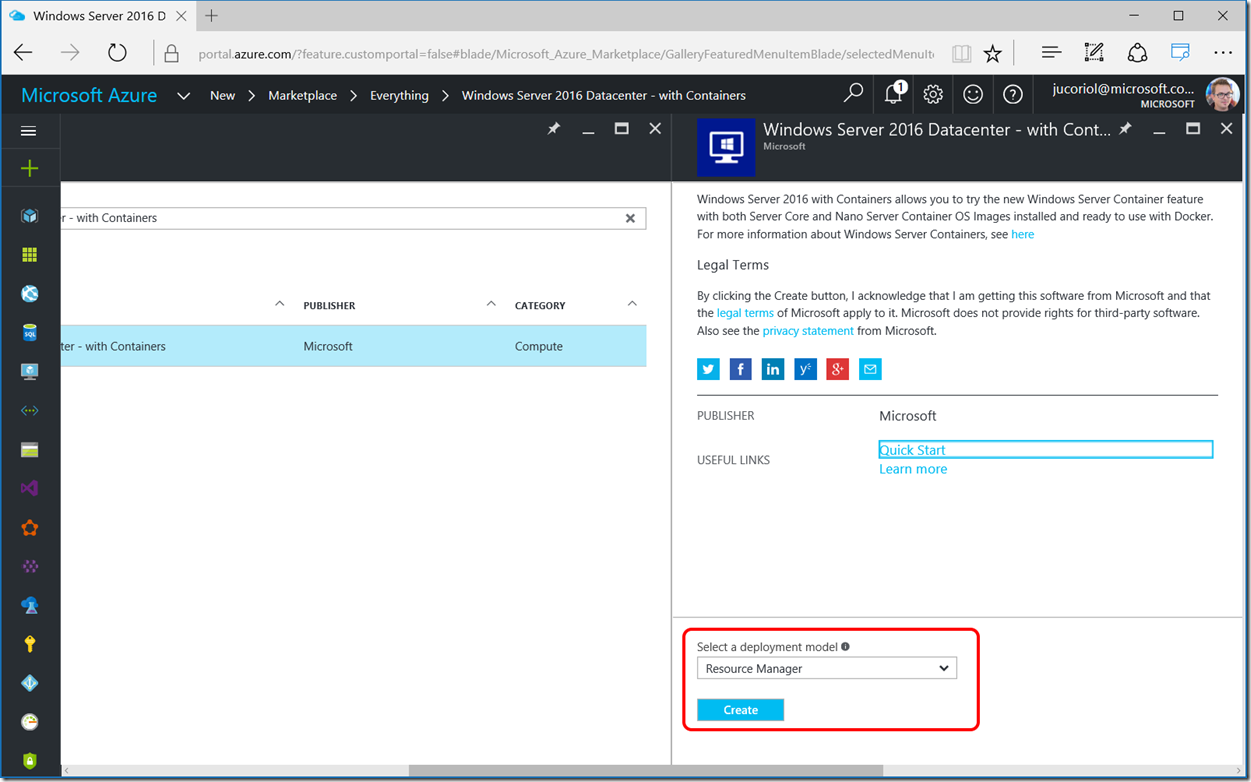 Windows Server 2016 D
portal.azure.com/?feature.customportal=false#blade/Microsoft_Azure_Marketplace/GalleryFeaturedMenuItemBlade/selectedMenuIt
Microsoft Azure
New
Marketplace
Everything
Windows Server 2016 Datacenter - with Containers
1
jucoriol@microsoft.co...
MICROSOFT
Windows Server 2016 Datacenter - with Cont...
Microsoft
r - with Containers
PUBLISHER
CATEGORY
ter - with Containers
Microsoft
Compute
SQL
Windows Server 2016 with Containers allows you to try the new Windows Server Container feature
with both Server Core and Nano Server Container OS Images installed and ready to use with Docker.
For more information about Windows Server Containers, see here
Legal Terms
By clicking the Create button, I acknowledge that I am getting this software from Microsoft and that
the legal terms of Microsoft apply to it. Microsoft does not provide rights for third-party software.
Also see the privacy statement from Microsoft.
PUBLISHER
Microsoft
USEFUL LINKS
Quick Start
Learn more
Select a deployment model
Resource Manager
Create